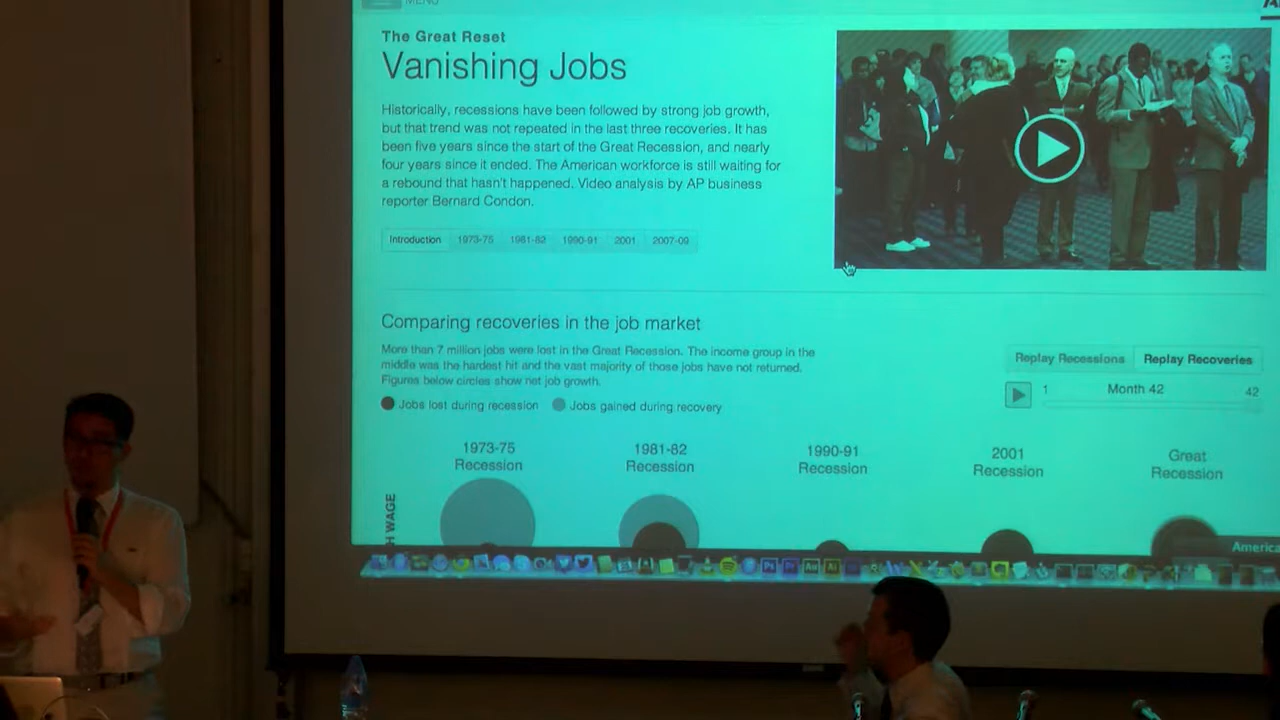 MENU
The Great Reset
Vanishing Jobs
Historically, recessions have been followed by strong job growth,
but that trend was not repeated in the last three recoveries. It has
been five years since the start of the Great Recession, and nearly
four years since it ended. The American workforce is still waiting for
a rebound that hasn't happened. Video analysis by AP business
reporter Bernard Condon.
Introduction 1973-75 1981-82 1990-91 2001 2007-09
Comparing recoveries in the job market
More than 7 million jobs were lost in the Great Recession. The income group in the
middle was the hardest hit and the vast majority of those jobs have not returned.
Figures below circles show net job growth.
Jobs lost during recession Jobs gained during recovery
Replay Recessions Replay Recoveries
1 Month 42 42
1973-75
Recession
1981-82
Recession
1990-91
Recession
2001
Recession
Great
Recession
H WAGE
America
Ps Pr Au Ai